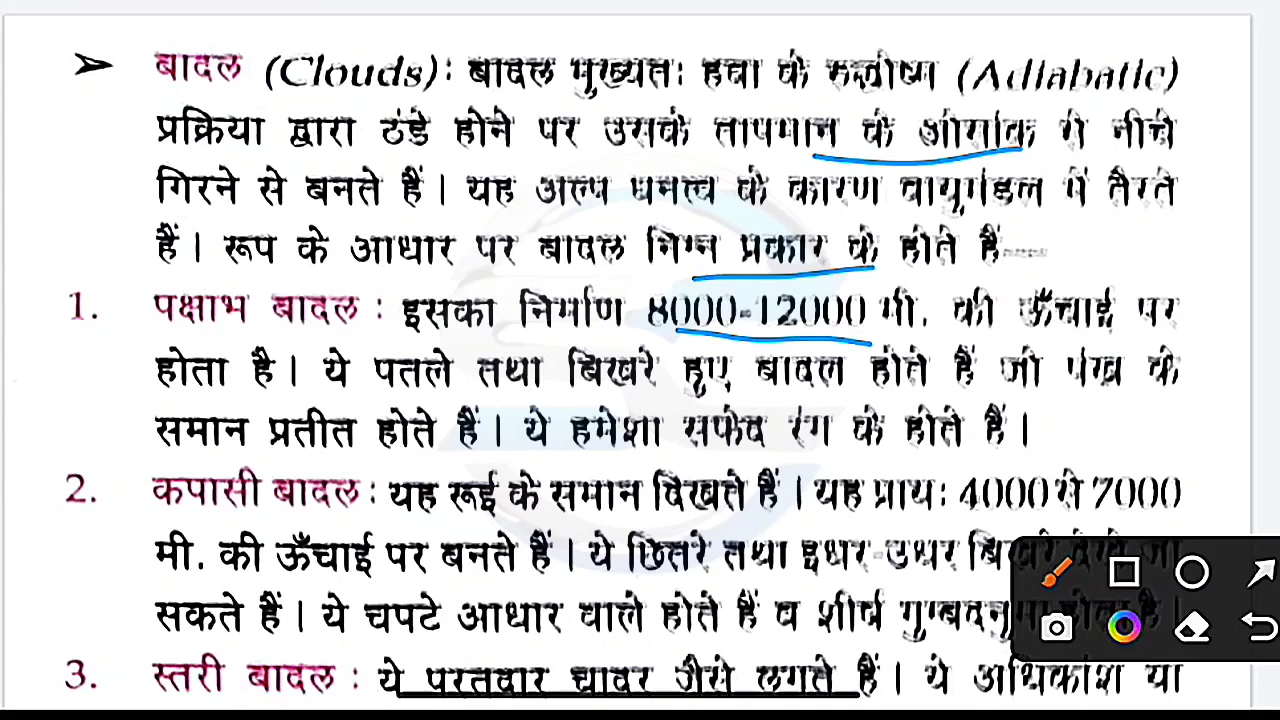 ➤ बादल (Clouds): बादल मुख्यतः हवा के रुद्धोष्म (Adiabatic)
प्रक्रिया द्वारा ठंडे होने पर उसके तापमान के ओसांक से नीचे
गिरने से बनते हैं। यह अल्प घनत्व के कारण वायुमंडल में तैरते
हैं। रूप के आधार पर बादल निम्न प्रकार के होते हैं
1. पक्षाभ बादल : इसका निर्माण 8000-12000 मी. की ऊँचाई पर
होता है। ये पतले तथा बिखरे हुए बादल होते हैं जो पंख के
समान प्रतीत होते हैं। ये हमेशा सफेद रंग के होते हैं।
2. कपासी बादल : यह रूई के समान दिखते हैं। यह प्रायः 4000 से 7000
मी. की ऊँचाई पर बनते हैं। ये छितरे तथा इधर-उधर बिखरे देखे जा
सकते हैं। ये चपटे आधार वाले होते हैं व शीर्ष गुम्बदनुमा होता है।
3. स्तरी बादल : ये परतदार चादर जैसे लगते हैं। ये अधिकांश या